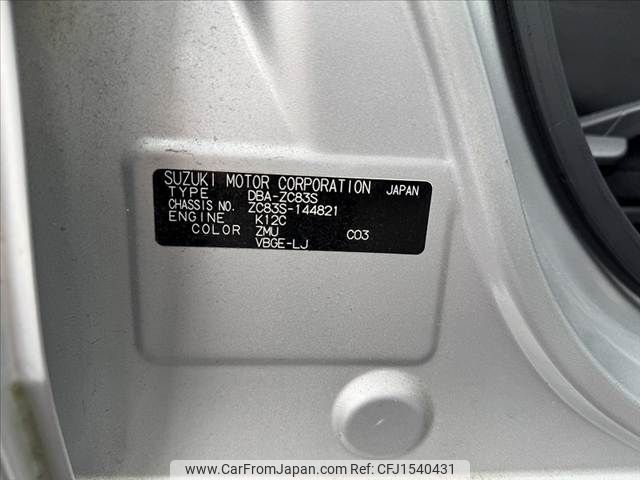 SUZUKI MOTOR CORPORATION JAPAN
TYPE DBA-ZC83S
CHASSIS NO. ZC83S-144821
ENGINE K12C
COLOR ZMU C03
VBGE-LJ
www.CarFromJapan.com | Ref No. CFJ1540431